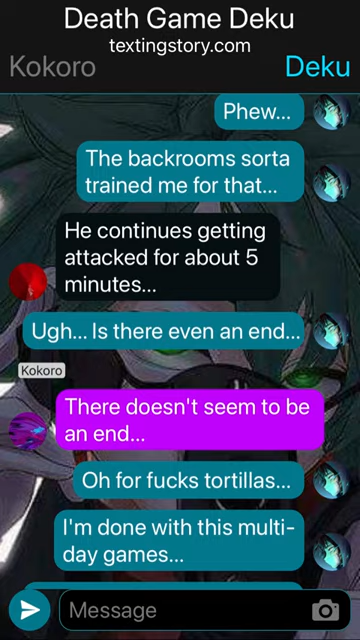 Death Game Deku
textingstory.com
Kokoro
Deku
Phew...
The backrooms sorta
trained me for that...
He continues getting
attacked for about 5
minutes...
Ugh... Is there even an end...
Kokoro
There doesn't seem to be
an end...
Oh for fucks tortillas...
I'm done with this multi-
day games...
Message